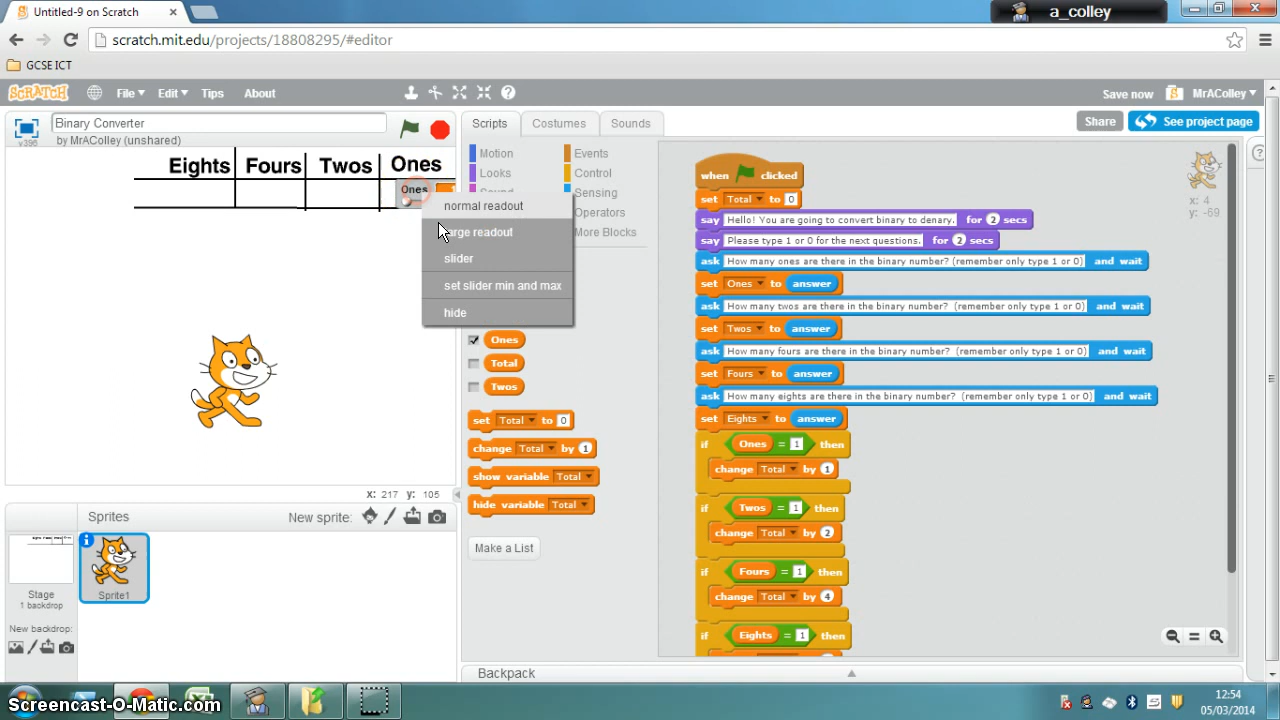 Untitled-9 on Scratch
a_colley
scratch.mit.edu/projects/18808295/#editor
GCSE ICT
SCRATCH
File
Edit
Tips
About
Save now
MrAColley
Binary Converter
v396
by MrAColley (unshared)
Scripts
Costumes
Sounds
Share
See project page
Eights
Fours
Twos
Ones
Ones
normal readout
large readout
slider
set slider min and max
hide
Motion
Looks
Sound
Events
Control
Sensing
Operators
More Blocks
Ones
Total
Twos
set Total to 0
change Total by 1
show variable Total
hide variable Total
Make a List
when clicked
set Total to 0
say Hello! You are going to convert binary to denary. for 2 secs
say Please type 1 or 0 for the next questions. for 2 secs
ask How many ones are there in the binary number? (remember only type 1 or 0) and wait
set Ones to answer
ask How many twos are there in the binary number? (remember only type 1 or 0) and wait
set Twos to answer
ask How many fours are there in the binary number? (remember only type 1 or 0) and wait
set Fours to answer
ask How many eights are there in the binary number? (remember only type 1 or 0) and wait
set Eights to answer
if Ones = 1 then
change Total by 1
if Twos = 1 then
change Total by 2
if Fours = 1 then
change Total by 4
if Eights = 1 then
x: 4
y: -69
x: 217 y: 105
Sprites
New sprite:
Stage
1 backdrop
New backdrop:
Sprite1
Backpack
Screencast-O-Matic.com
12:54
05/03/2014